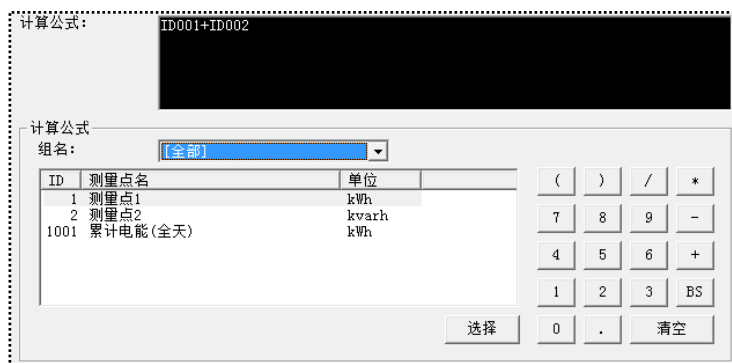 计算公式:
ID001+ID002
计算公式
组名:
[全部]
ID 测量点名 单位
1 测量点1 kWh
2 测量点2 kvarh
1001 累计电能(全天) kWh
( ) / *
7 8 9 -
4 5 6 +
1 2 3 BS
选择 0 . 清空